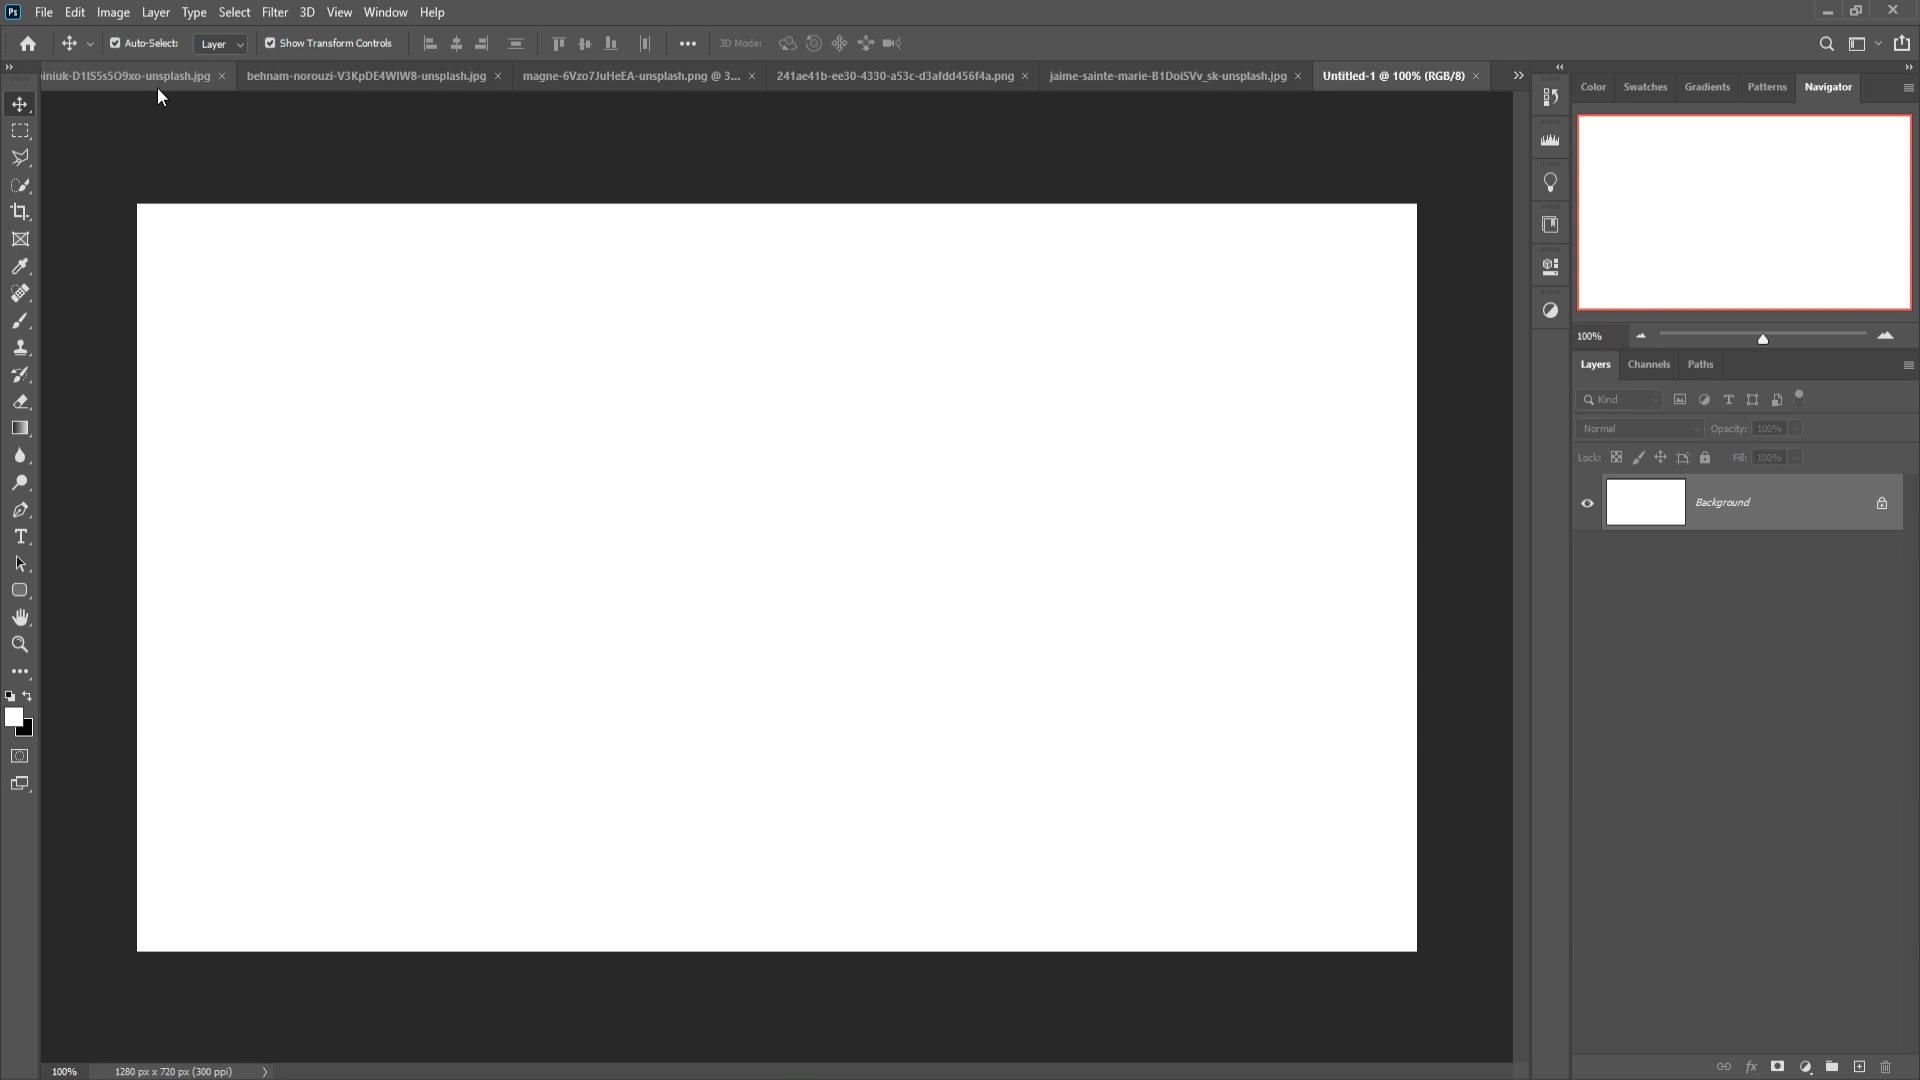 Ps File Edit Image Layer Type Select Filter 3D View Window Help
Auto-Select: Layer Show Transform Controls 3D Mode:
iniuk-D1IS5s5O9xo-unsplash.jpg × behnam-norouzi-V3KpDE4WIW8-unsplash.jpg × magne-6Vzo7JuHeEA-unsplash.png @ 3... × 241ae41b-ee30-4330-a53c-d3afdd456f4a.png × jaime-sainte-marie-B1DoiSVv_sk-unsplash.jpg × Untitled-1 @ 100% (RGB/8) ×
Color Swatches Gradients Patterns Navigator
100%
Layers Channels Paths
Kind
Normal Opacity: 100%
Lock: Fill: 100%
Background
100% 1280 px x 720 px (300 ppi)